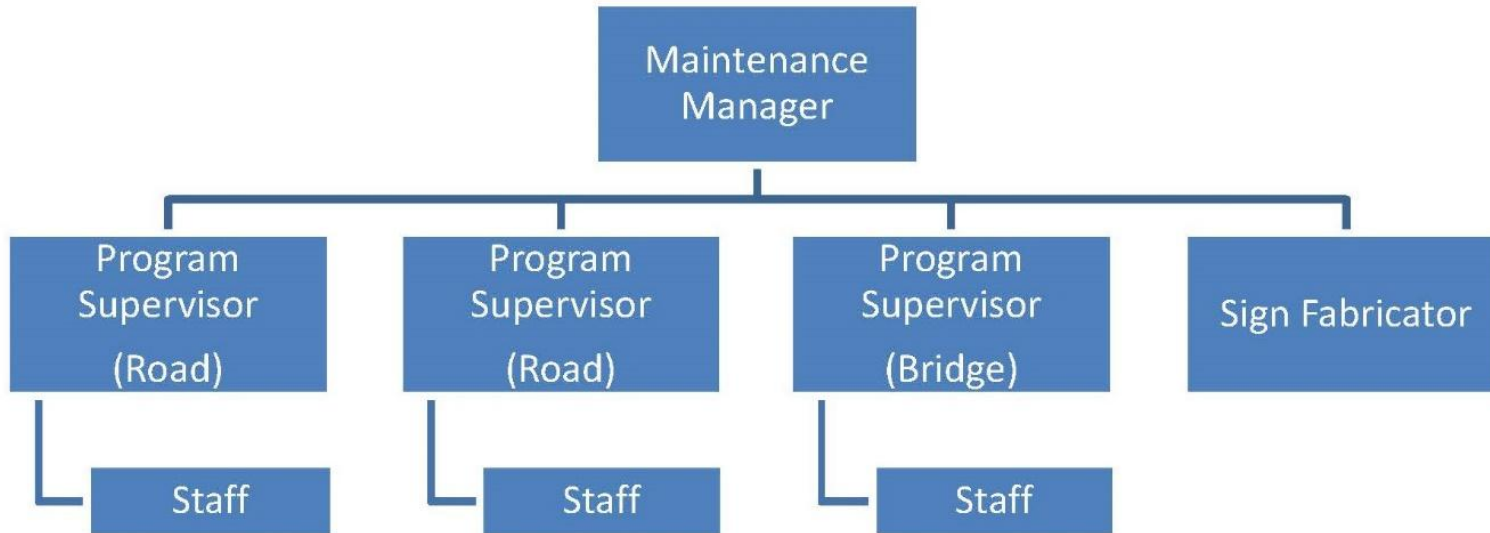 Maintenance
Manager
Program
Supervisor
(Road)
Program
Supervisor
(Road)
Program
Supervisor
(Bridge)
Sign Fabricator
Staff
Staff
Staff